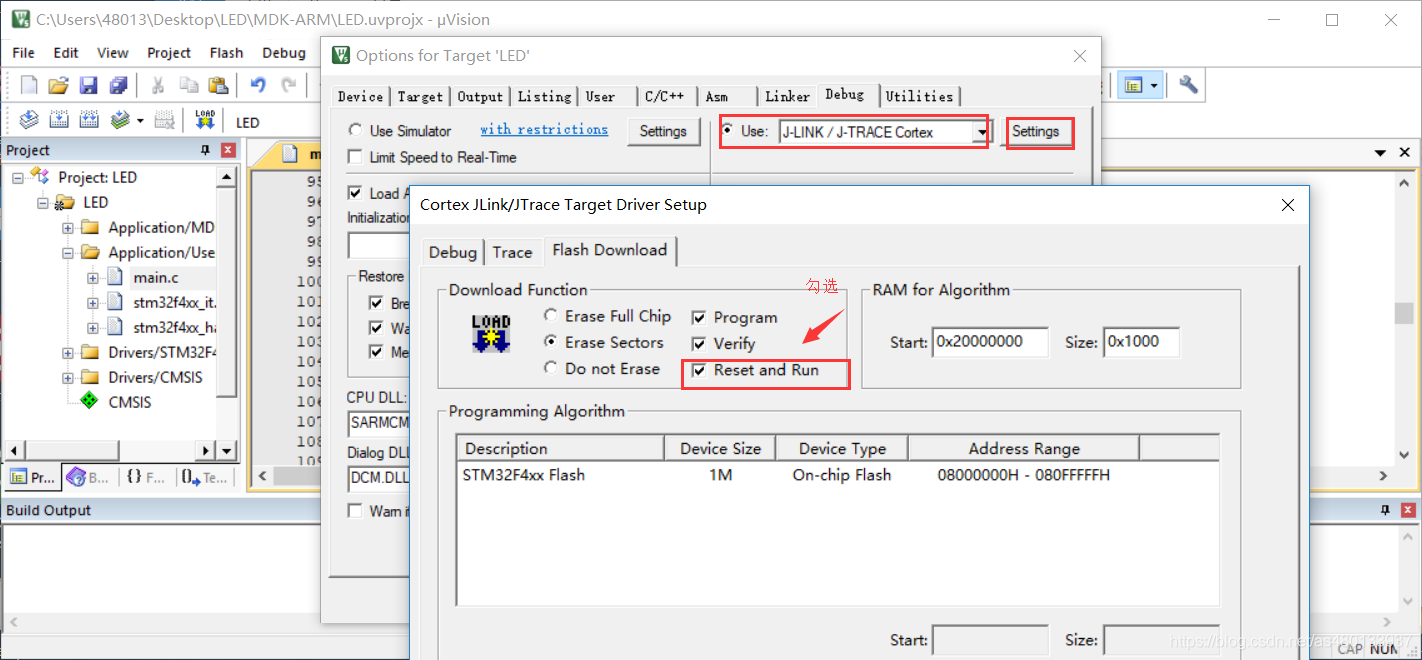 C:\Users\48013\Desktop\LED\MDK-ARM\LED.uvprojx - µVision
File Edit View Project Flash Debug
Options for Target 'LED'
Device Target Output Listing User C/C++ Asm Linker Debug Utilities
Use Simulator with restrictions Settings Use: J-LINK / J-TRACE Cortex Settings
Limit Speed to Real-Time
LOAD LED
Project
Project: LED
LED
Application/MD
Application/Use
main.c
stm32f4xx_it.
stm32f4xx_ha
Drivers/STM32F4
Drivers/CMSIS
CMSIS
Pr... B... {} F... Te...
m
95
96
97
98
99
100
101
102
103
104
105
106
107
108
109
Load A
Initialization
Restore
Bre
Wa
Me
CPU DLL:
SARMCM
Dialog DLL
DCM.DLL
Warn if
Cortex JLink/JTrace Target Driver Setup
Debug Trace Flash Download
Download Function
勾选
LOAD
Erase Full Chip
Erase Sectors
Do not Erase
Program
Verify
Reset and Run
RAM for Algorithm
Start: 0x20000000 Size: 0x1000
Programming Algorithm
Description Device Size Device Type Address Range
STM32F4xx Flash 1M On-chip Flash 08000000H - 080FFFFFH
Start: Size:
Build Output
CAP NUM